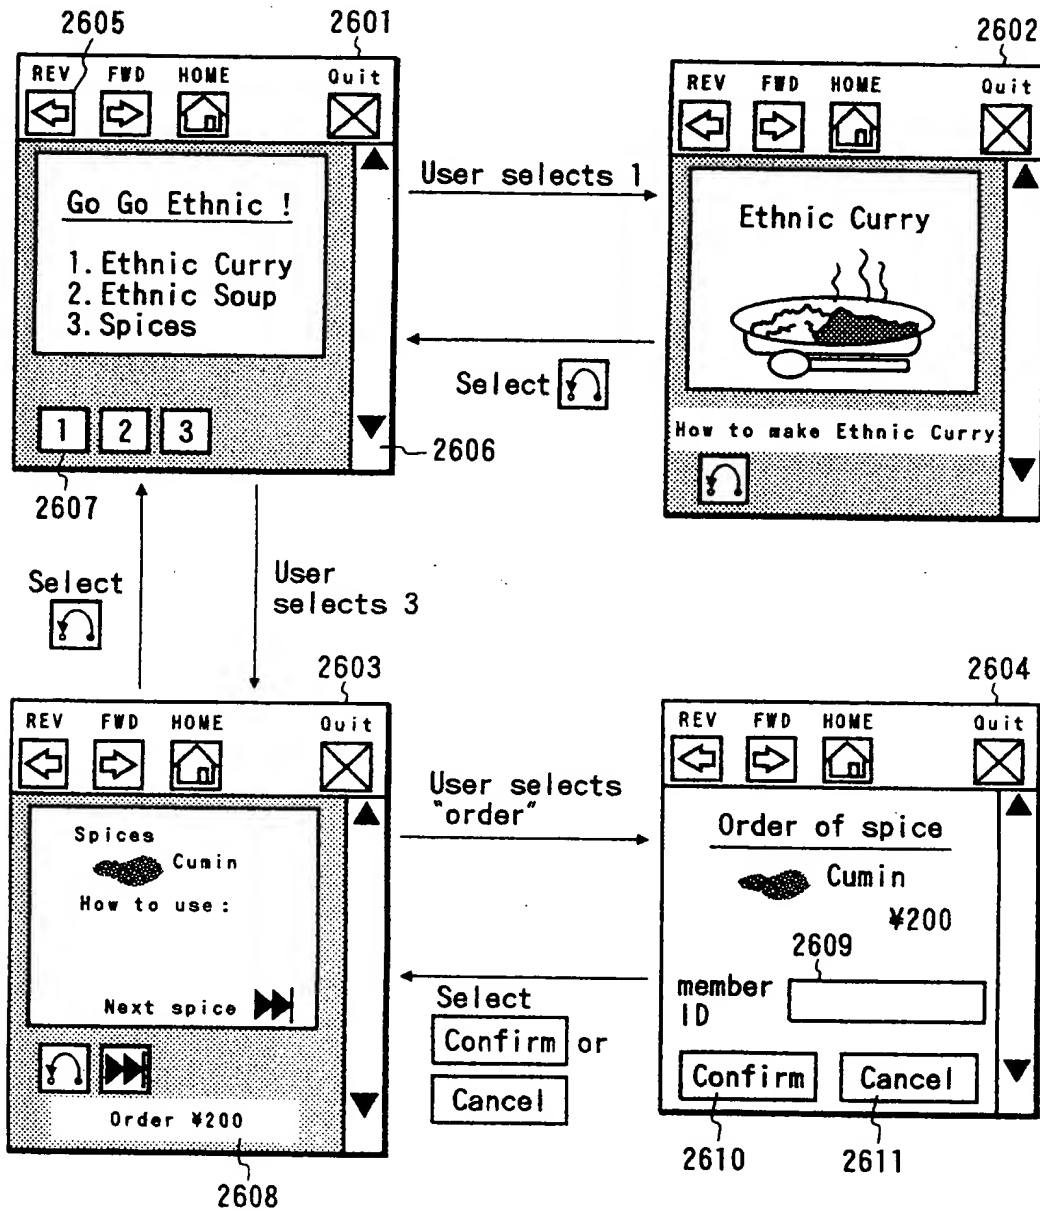 2605
2601
REV FWD HOME Quit
Go Go Ethnic !
1. Ethnic Curry
2. Ethnic Soup
3. Spices
1 2 3
2606
2607
User selects 1
Select
2602
REV FWD HOME Quit
Ethnic Curry
How to make Ethnic Curry
Select
User
selects 3
2603
REV FWD HOME Quit
Spices
Cumin
How to use :
Next spice
Order ¥200
2608
User selects
"order"
Select
Confirm or
Cancel
2604
REV FWD HOME Quit
Order of spice
Cumin
¥200
2609
member
ID
Confirm Cancel
2610 2611